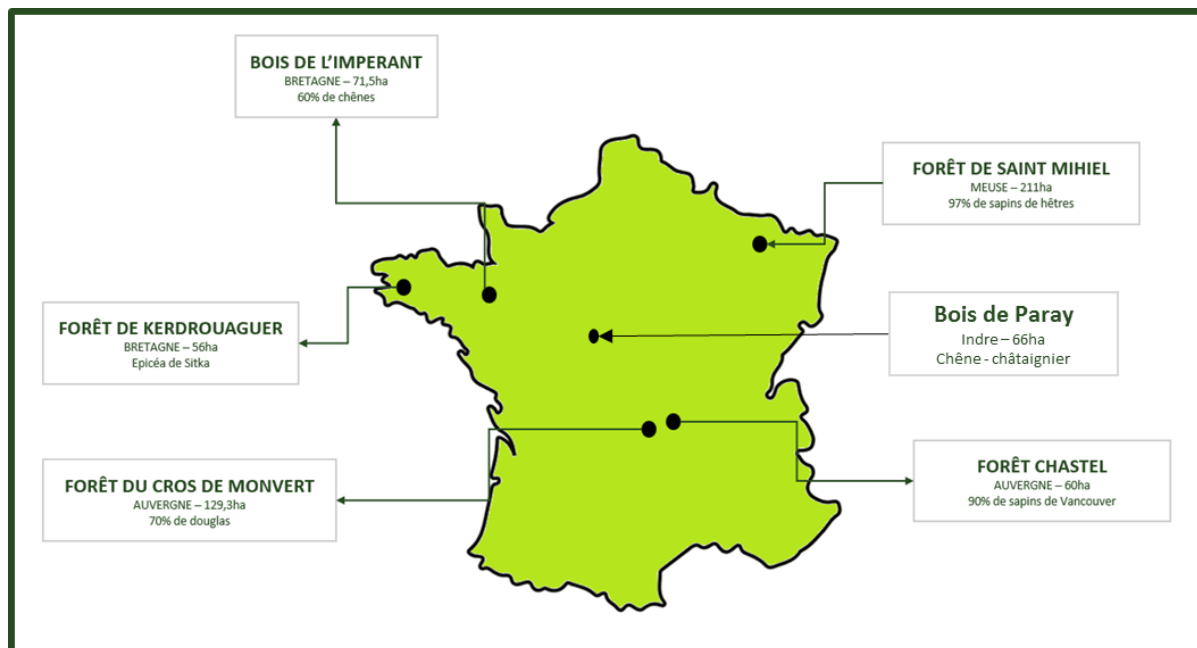 BOIS DE L'IMPERANT
BRETAGNE – 71,5ha
60% de chênes
FORÊT DE SAINT MIHIEL
MEUSE – 211ha
97% de sapins de hêtres
FORÊT DE KERDROUAGUER
BRETAGNE – 56ha
Epicéa de Sitka
Bois de Paray
Indre – 66ha
Chêne - châtaignier
FORÊT DU CROS DE MONVERT
AUVERGNE – 129,3ha
70% de douglas
FORÊT CHASTEL
AUVERGNE – 60ha
90% de sapins de Vancouver